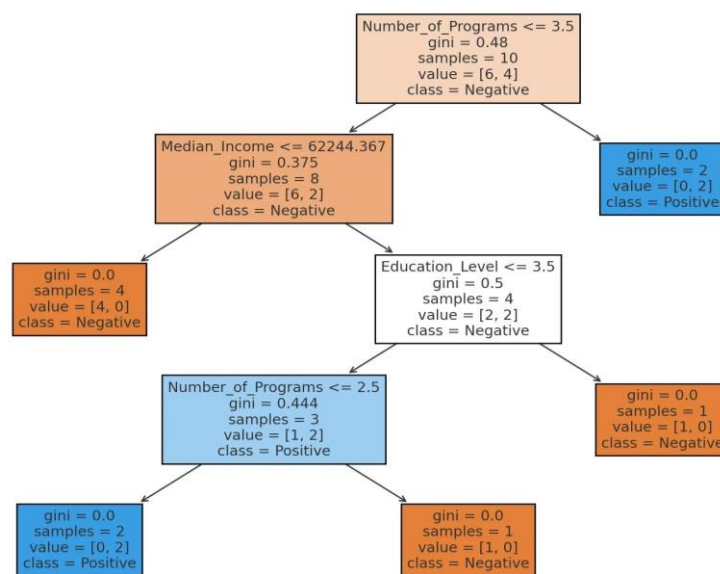 Number_of_Programs <= 3.5
gini = 0.48
samples = 10
value = [6, 4]
class = Negative
Median_Income <= 62244.367
gini = 0.375
samples = 8
value = [6, 2]
class = Negative
gini = 0.0
samples = 2
value = [0, 2]
class = Positive
gini = 0.0
samples = 4
value = [4, 0]
class = Negative
Education_Level <= 3.5
gini = 0.5
samples = 4
value = [2, 2]
class = Negative
Number_of_Programs <= 2.5
gini = 0.444
samples = 3
value = [1, 2]
class = Positive
gini = 0.0
samples = 1
value = [1, 0]
class = Negative
gini = 0.0
samples = 2
value = [0, 2]
class = Positive
gini = 0.0
samples = 1
value = [1, 0]
class = Negative